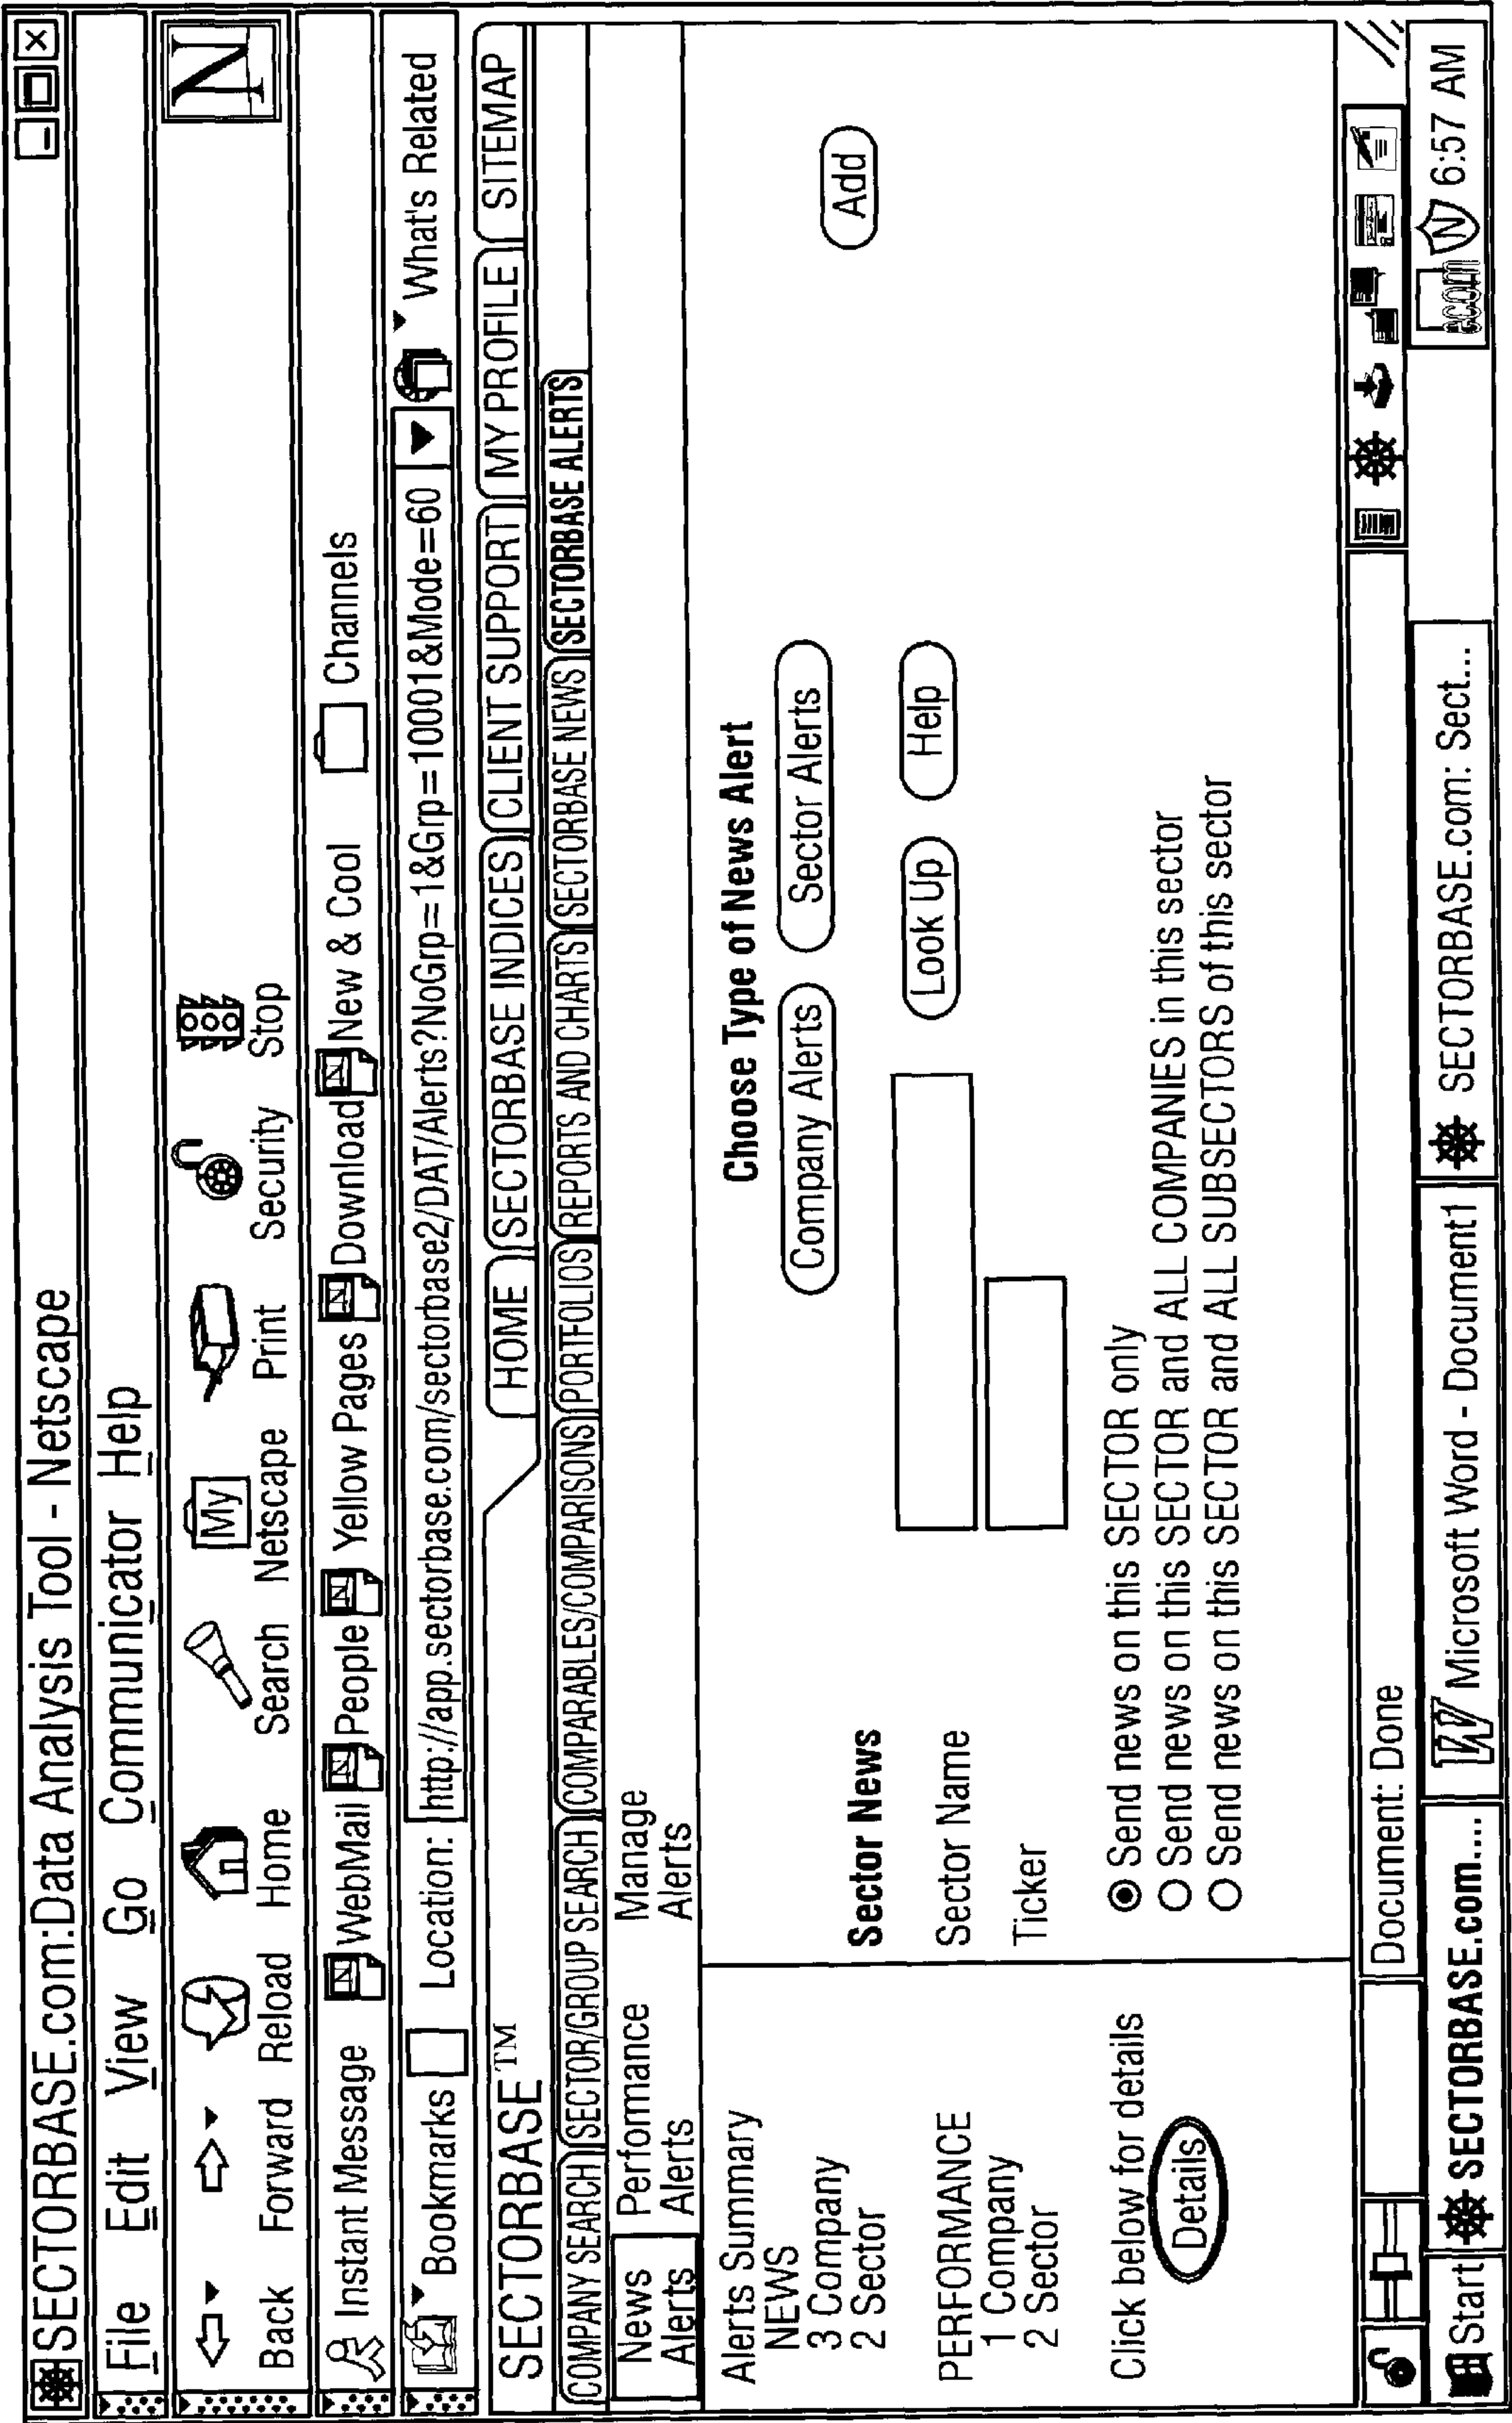 SECTORBASE.com:Data Analysis Tool - Netscape
File Edit View Go Communicator Help
Back Forward Reload Home Search Netscape Print Security Stop
My
N
Instant Message WebMail People Yellow Pages Download New & Cool Channels
Bookmarks Location: http://app.sectorbase.com/sectorbase2/DAT/Alerts?NoGrp=1&Grp=10001&Mode=60 What's Related
SECTORBASE™ HOME SECTORBASE INDICES CLIENT SUPPORT MY PROFILE SITEMAP
COMPANY SEARCH SECTOR/GROUP SEARCH COMPARABLES/COMPARISONS PORTFOLIOS REPORTS AND CHARTS SECTORBASE NEWS SECTORBASE ALERTS
News Alerts
Performance Alerts
Manage Alerts
Alerts Summary
NEWS
3 Company
2 Sector
PERFORMANCE
1 Company
2 Sector
Click below for details
Details
Choose Type of News Alert
Company Alerts Sector Alerts
Sector News Add
Sector Name Look Up Help
Ticker
Send news on this SECTOR only
Send news on this SECTOR and ALL COMPANIES in this sector
Send news on this SECTOR and ALL SUBSECTORS of this sector
Document: Done
Start SECTORBASE.com.... Microsoft Word - Document1 SECTORBASE.com: Sect... N 6:57 AM